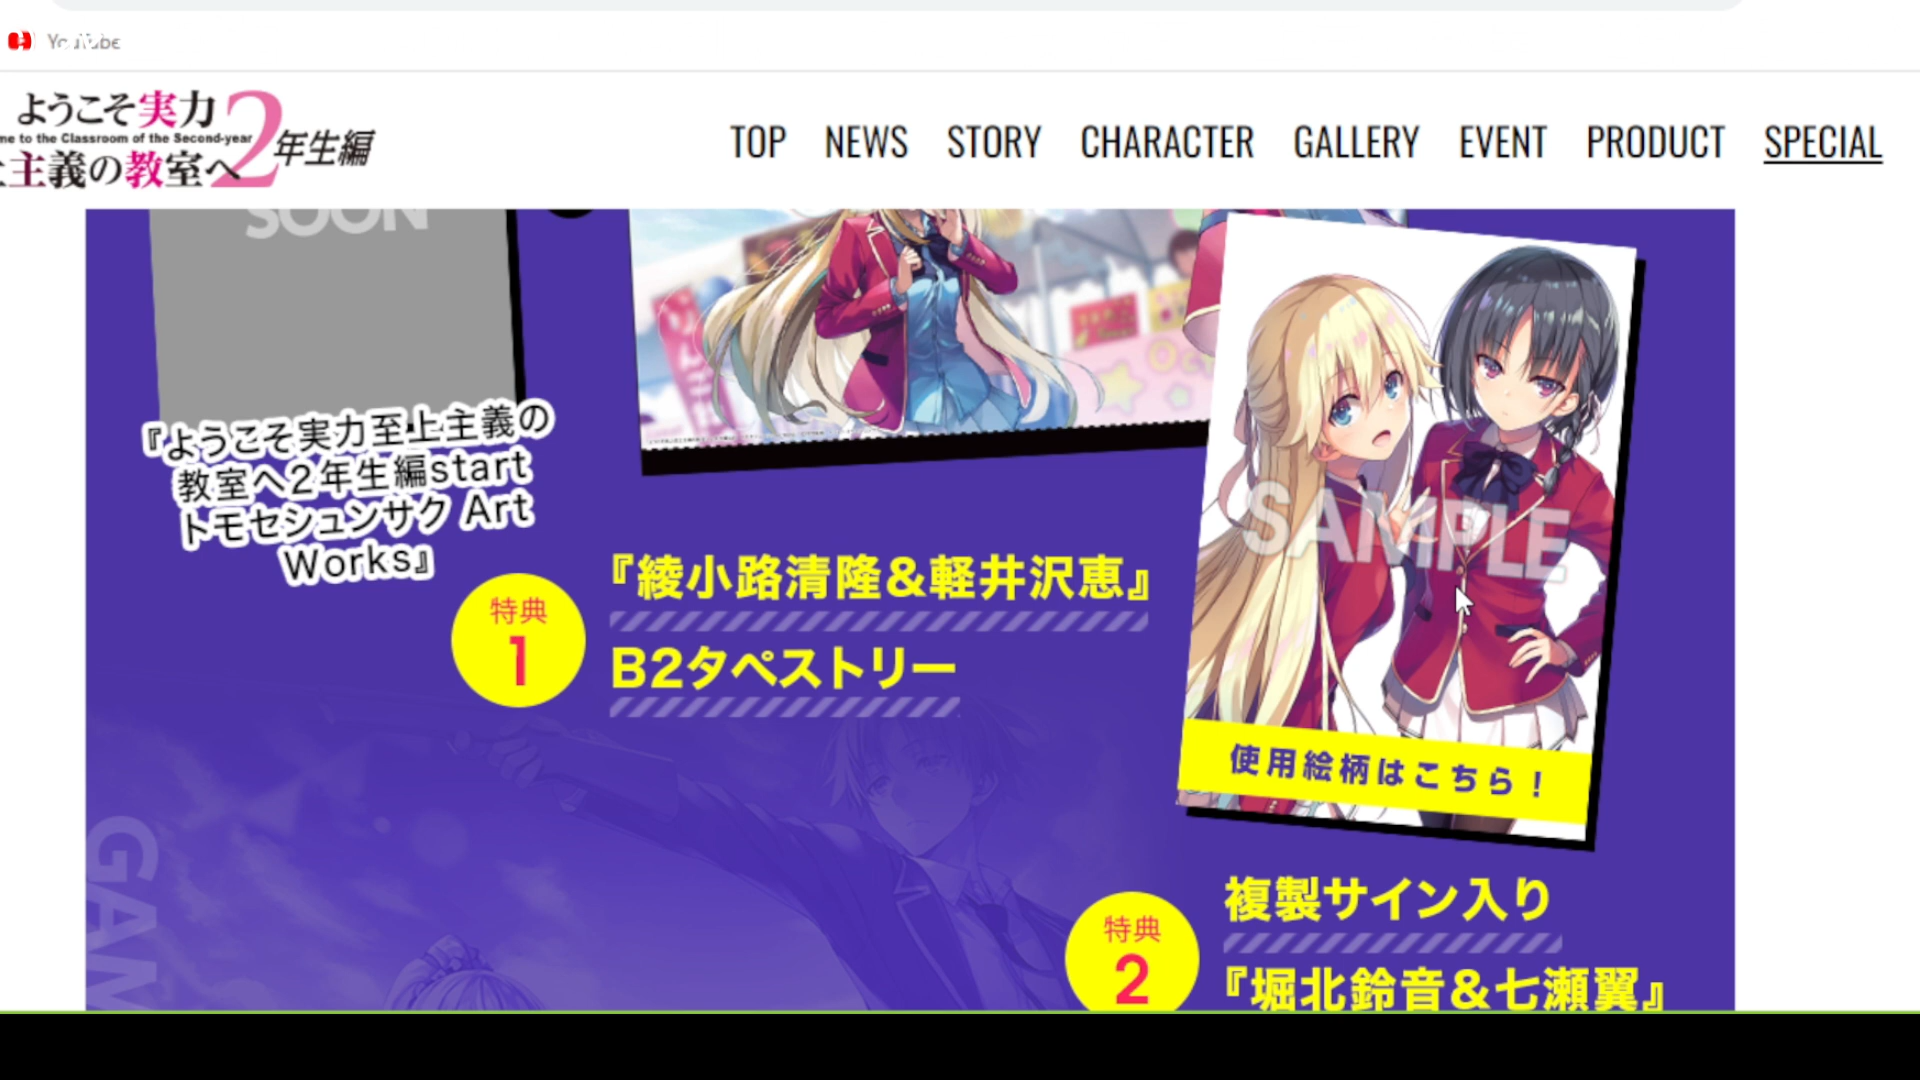 YouTube
ようこそ実力
me to the Classroom of the Second-year
主義の教室へ
2年生編
TOP NEWS STORY CHARACTER GALLERY EVENT PRODUCT SPECIAL
SOON
『ようこそ実力至上主義の
教室へ2年生編start
トモセシュンサク Art
Works』
特典
1
『綾小路清隆&軽井沢恵』
B2タペストリー
SAMPLE
使用絵柄はこちら！
特典
2
複製サイン入り
『堀北鈴音&七瀬翼』
GAM